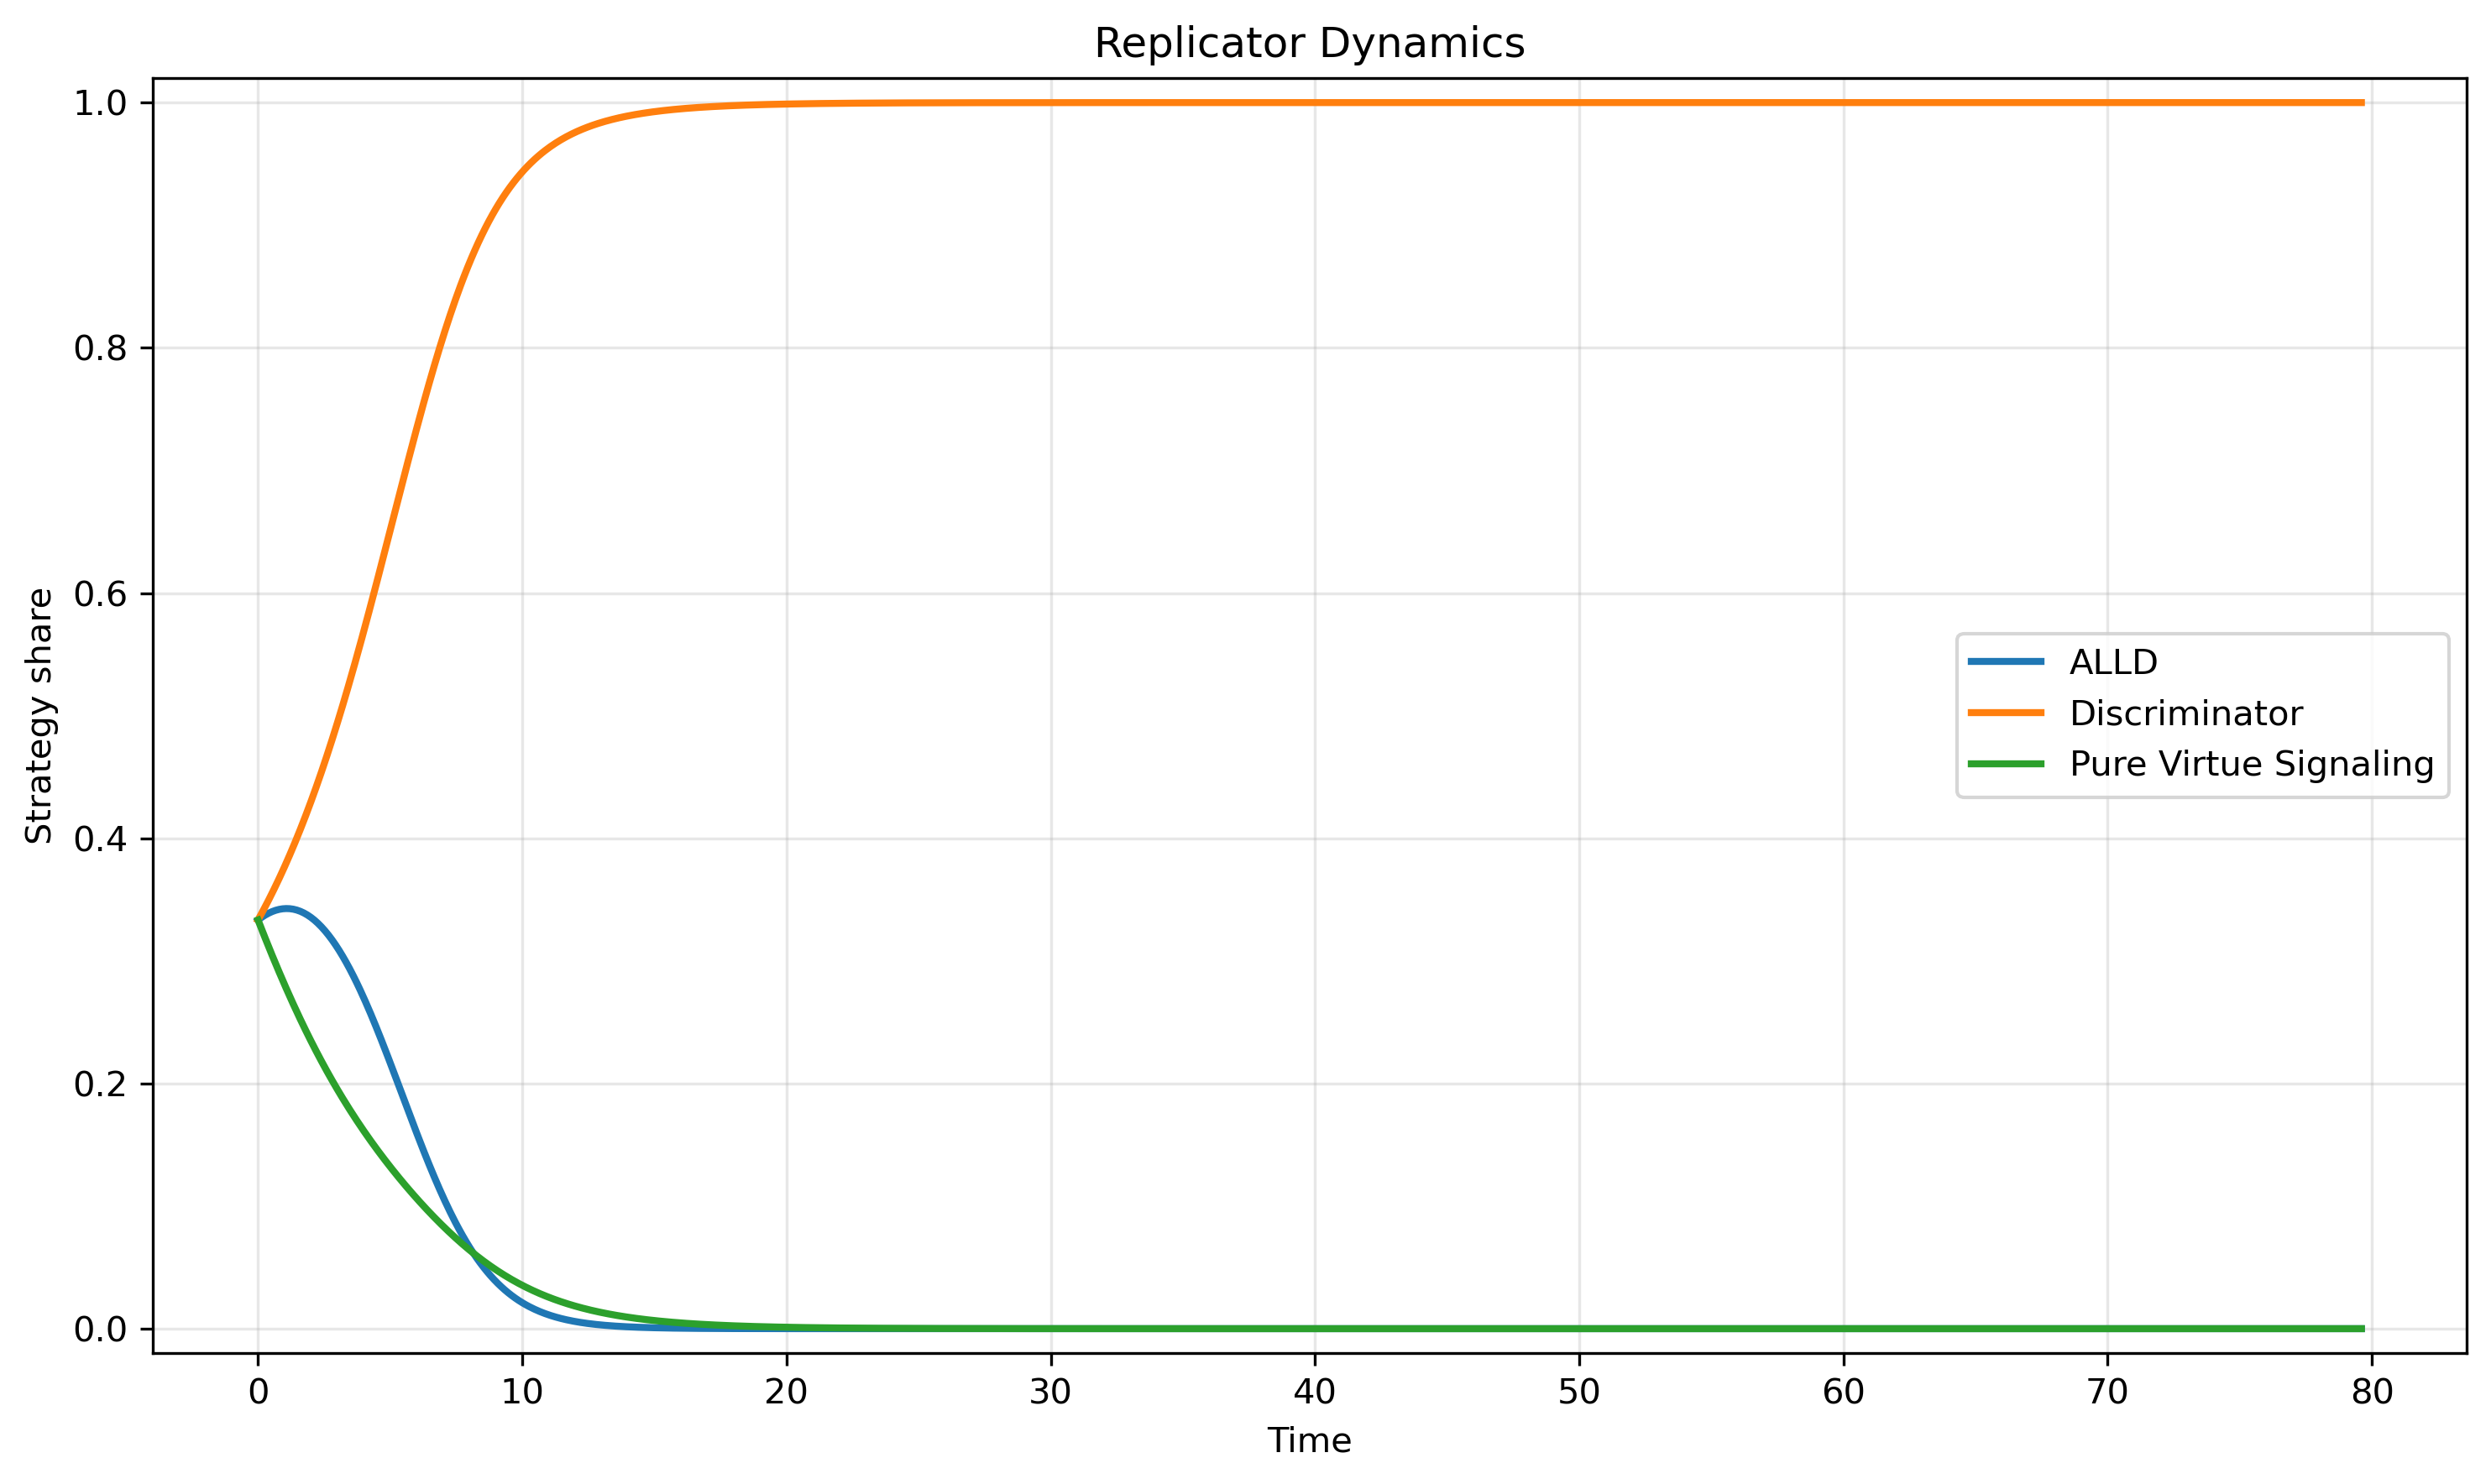 Replicator Dynamics
1.0
0.8
0.6
0.4
0.2
0.0
Strategy share
ALLD
Discriminator
Pure Virtue Signaling
0 10 20 30 40 50 60 70 80
Time